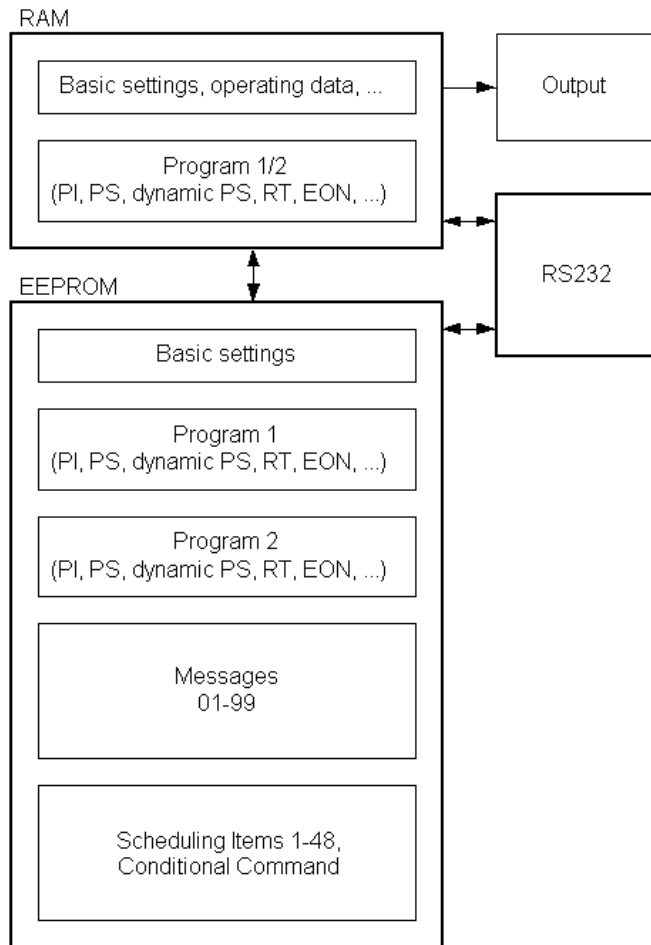 RAM
Basic settings, operating data, ...
Output
Program 1/2
(PI, PS, dynamic PS, RT, EON, ...)
RS232
EEPROM
Basic settings
Program 1
(PI, PS, dynamic PS, RT, EON, ...)
Program 2
(PI, PS, dynamic PS, RT, EON, ...)
Messages
01-99
Scheduling Items 1-48,
Conditional Command